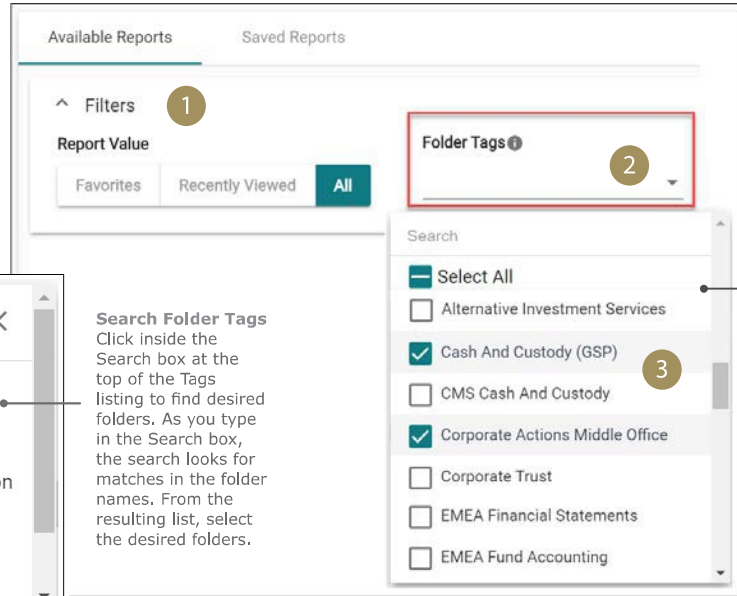 Available Reports Saved Reports
Filters 1
Report Value
Favorites Recently Viewed All
Folder Tags
2
Search
Select All
Alternative Investment Services
Cash And Custody (GSP)
3
CMS Cash And Custody
Corporate Actions Middle Office
Corporate Trust
EMEA Financial Statements
EMEA Fund Accounting
Search Folder Tags
Click inside the
Search box at the
top of the Tags
listing to find desired
folders. As you type
in the Search box,
the search looks for
matches in the folder
names. From the
resulting list, select
the desired folders.